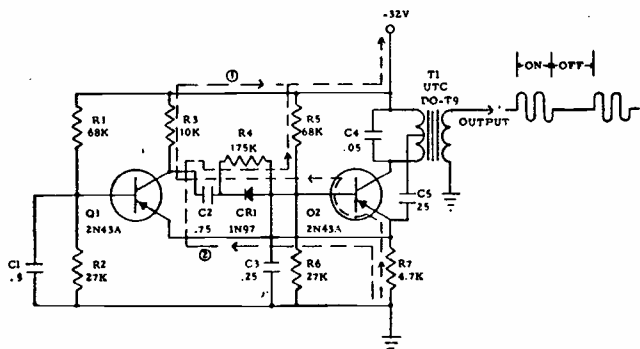 -32V
ON
OFF
①
T1
UTC
DO-T9
OUTPUT
R1
68K
R3
10K
R4
175K
R5
68K
C4
.05
C5
25
Q1
2N43A
C2
.75
CR1
1N97
Q2
2N43A
②
C1
.5
R2
27K
C3
.25
R6
27K
R7
4.7K